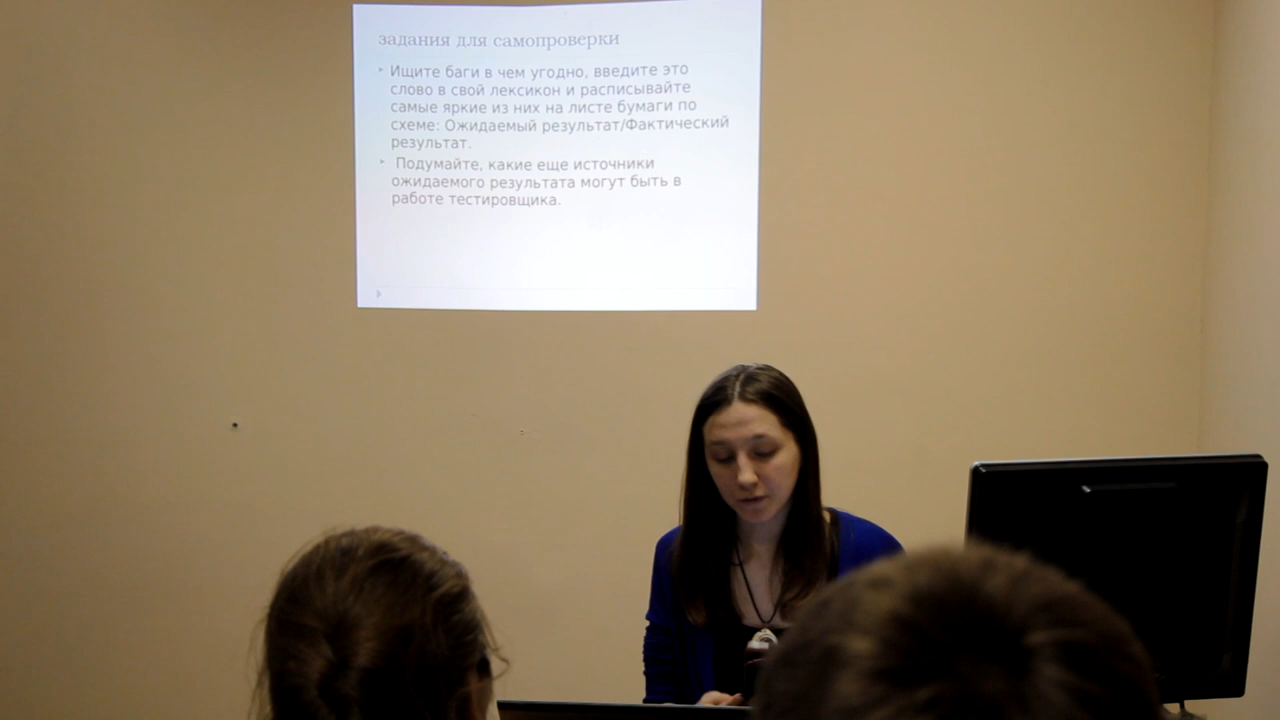 задания для самопроверки
Ищите баги в чем угодно, введите это
слово в свой лексикон и расписывайте
самые яркие из них на листе бумаги по
схеме: Ожидаемый результат/Фактический
результат.
Подумайте, какие еще источники
ожидаемого результата могут быть в
работе тестировщика.